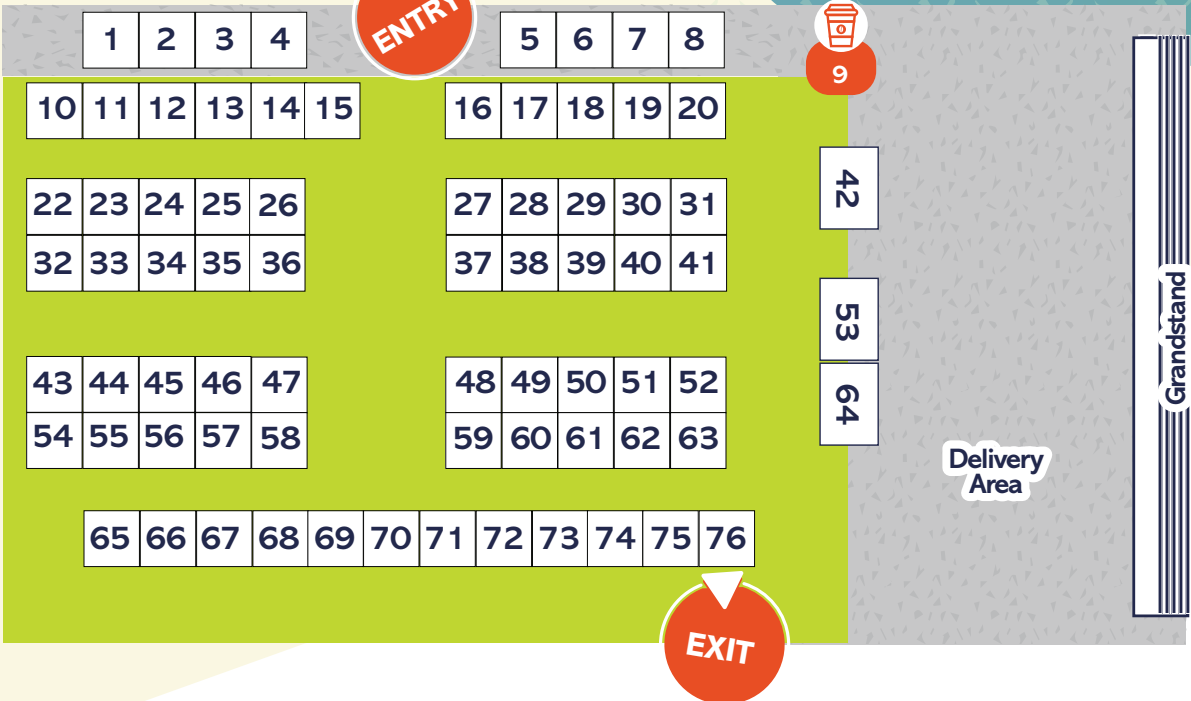 ENTRY
1 2 3 4 5 6 7 8
9
10 11 12 13 14 15 16 17 18 19 20
42
22 23 24 25 26 27 28 29 30 31
32 33 34 35 36 37 38 39 40 41
53
Grandstand
43 44 45 46 47 48 49 50 51 52
64
54 55 56 57 58 59 60 61 62 63
Delivery
Area
65 66 67 68 69 70 71 72 73 74 75 76
EXIT